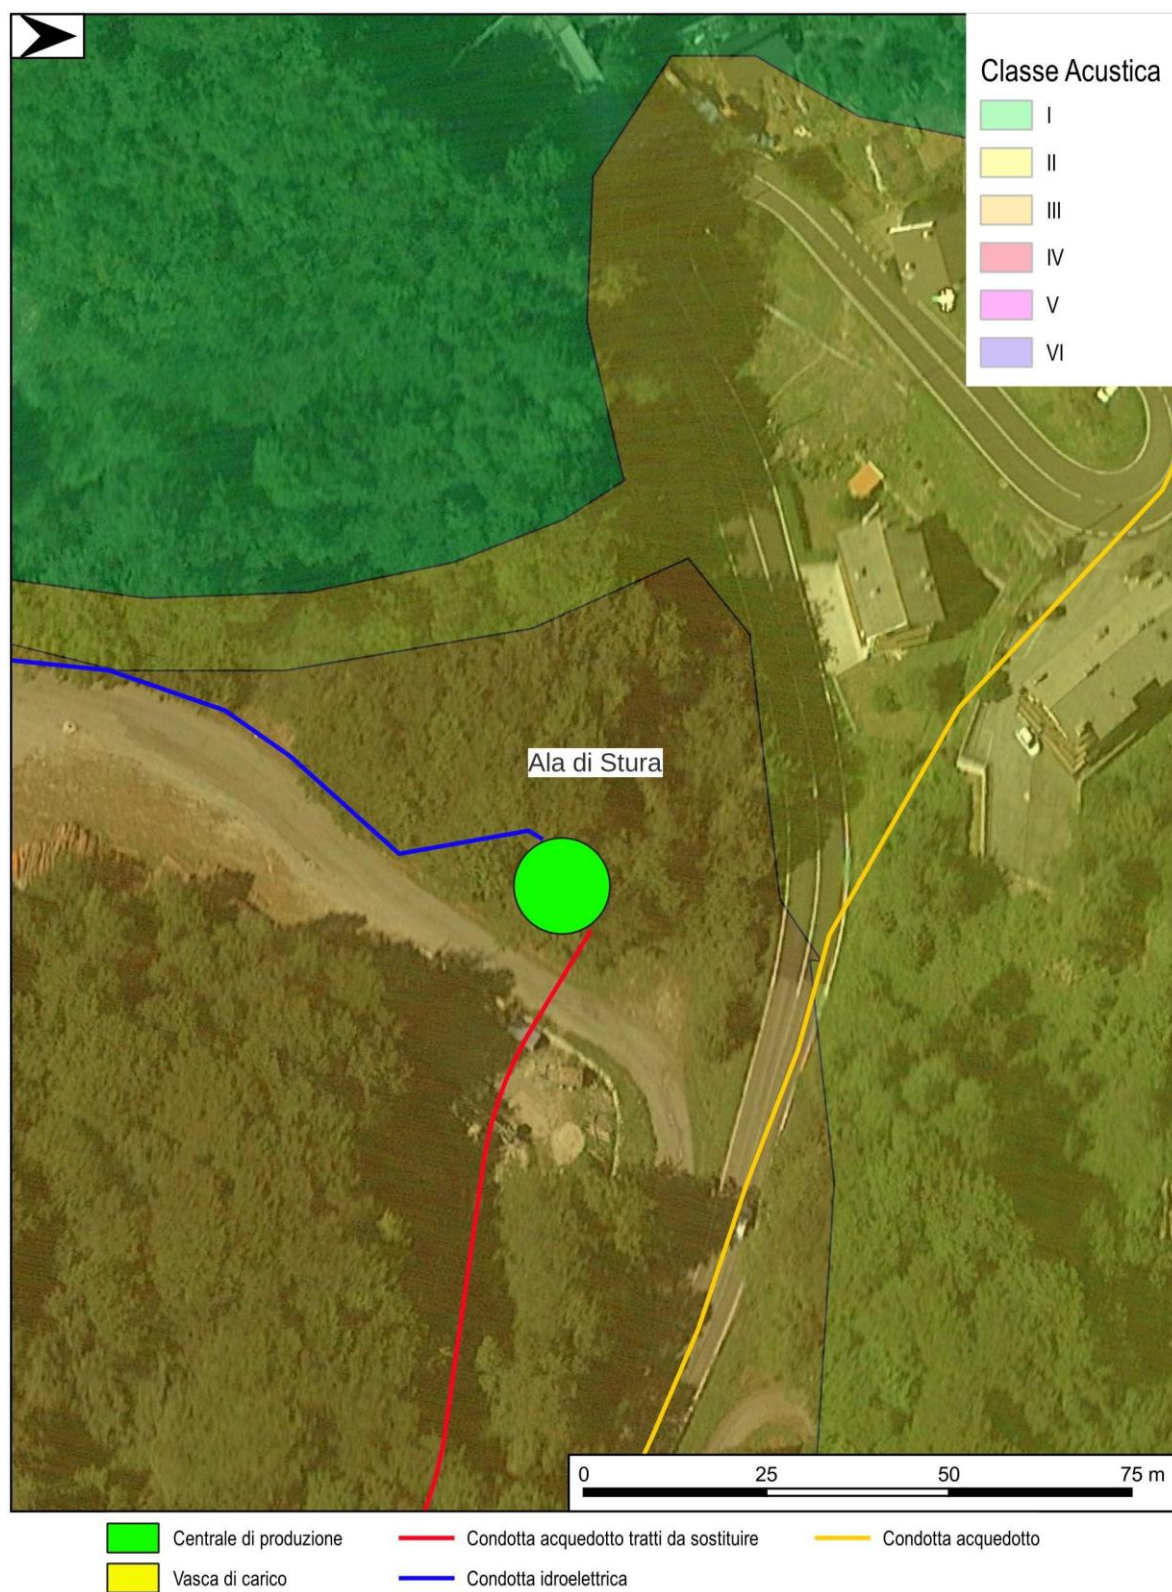 Classe Acustica
I
II
III
IV
V
VI
Ala di Stura
0 25 50 75 m
Centrale di produzione
Condotta acquedotto tratti da sostituire
Condotta acquedotto
Vasca di carico
Condotta idroelettrica